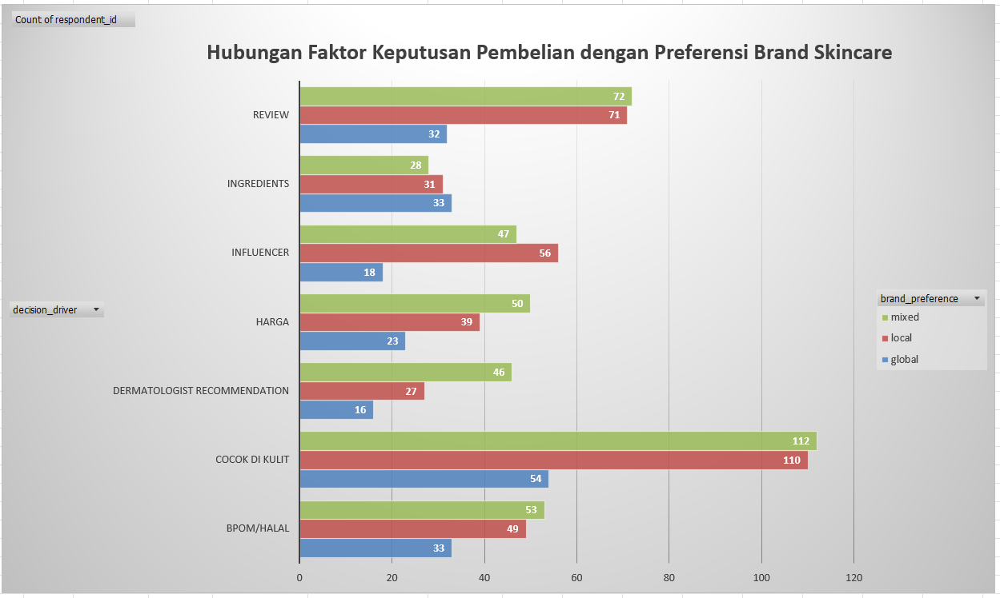 Count of respondent_id
Hubungan Faktor Keputusan Pembelian dengan Preferensi Brand Skincare
REVIEW
72
71
32
INGREDIENTS
28
31
33
INFLUENCER
47
56
18
HARGA
50
39
23
DERMATOLOGIST RECOMMENDATION
46
27
16
COCOK DI KULIT
112
110
54
BPOM/HALAL
53
49
33
0 20 40 60 80 100 120
decision_driver
brand_preference
mixed
local
global